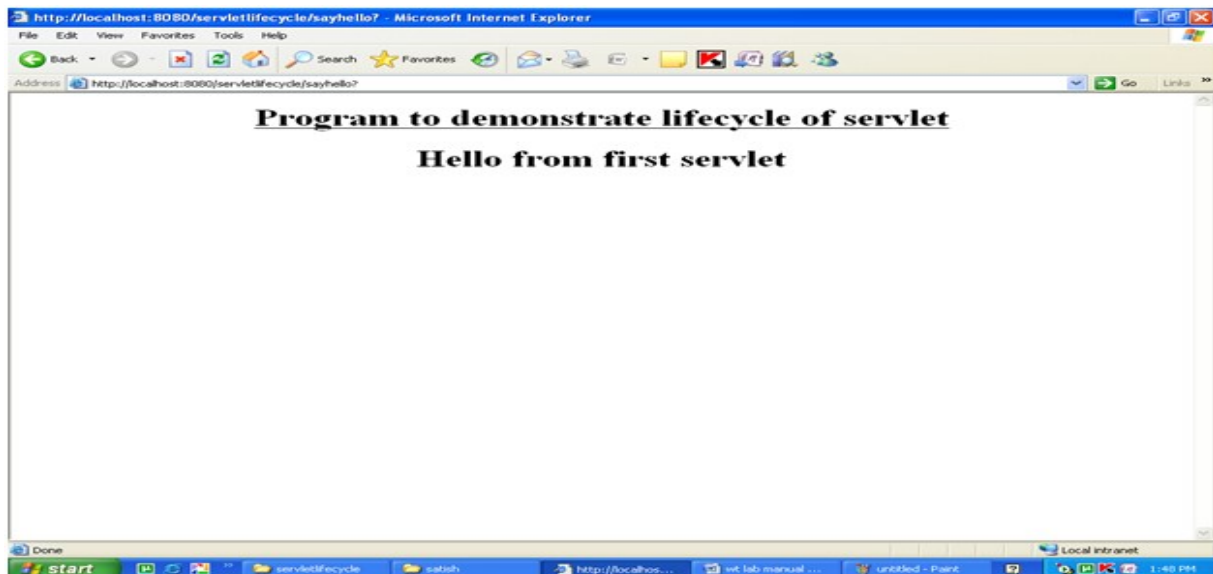 http://localhost:8080/servletlifecycle/sayhello? - Microsoft Internet Explorer
File Edit View Favorites Tools Help
Back Search Favorites
Address http://localhost:8080/servletlifecycle/sayhello? Go Links »
Program to demonstrate lifecycle of servlet
Hello from first servlet
Done Local intranet
start » servletlifecycle satish http://localhos... wt lab manual ... untitled - Paint 1:40 PM